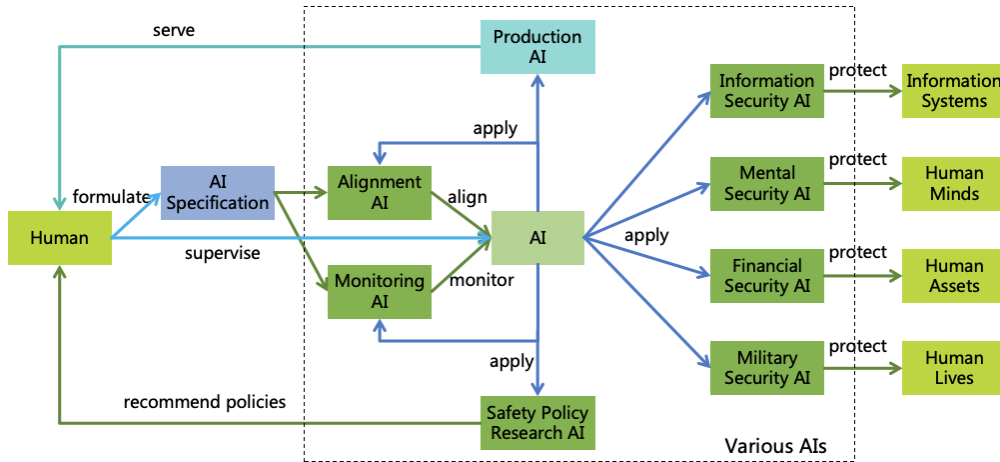 serve
Production
AI
Information
Security AI
protect
Information
Systems
apply
formulate
AI
Specification
Alignment
AI
align
Mental
Security AI
protect
Human
Minds
Human
supervise
AI
apply
Monitoring
AI
monitor
Financial
Security AI
protect
Human
Assets
apply
Military
Security AI
protect
Human
Lives
recommend policies
Safety Policy
Research AI
Various AIs